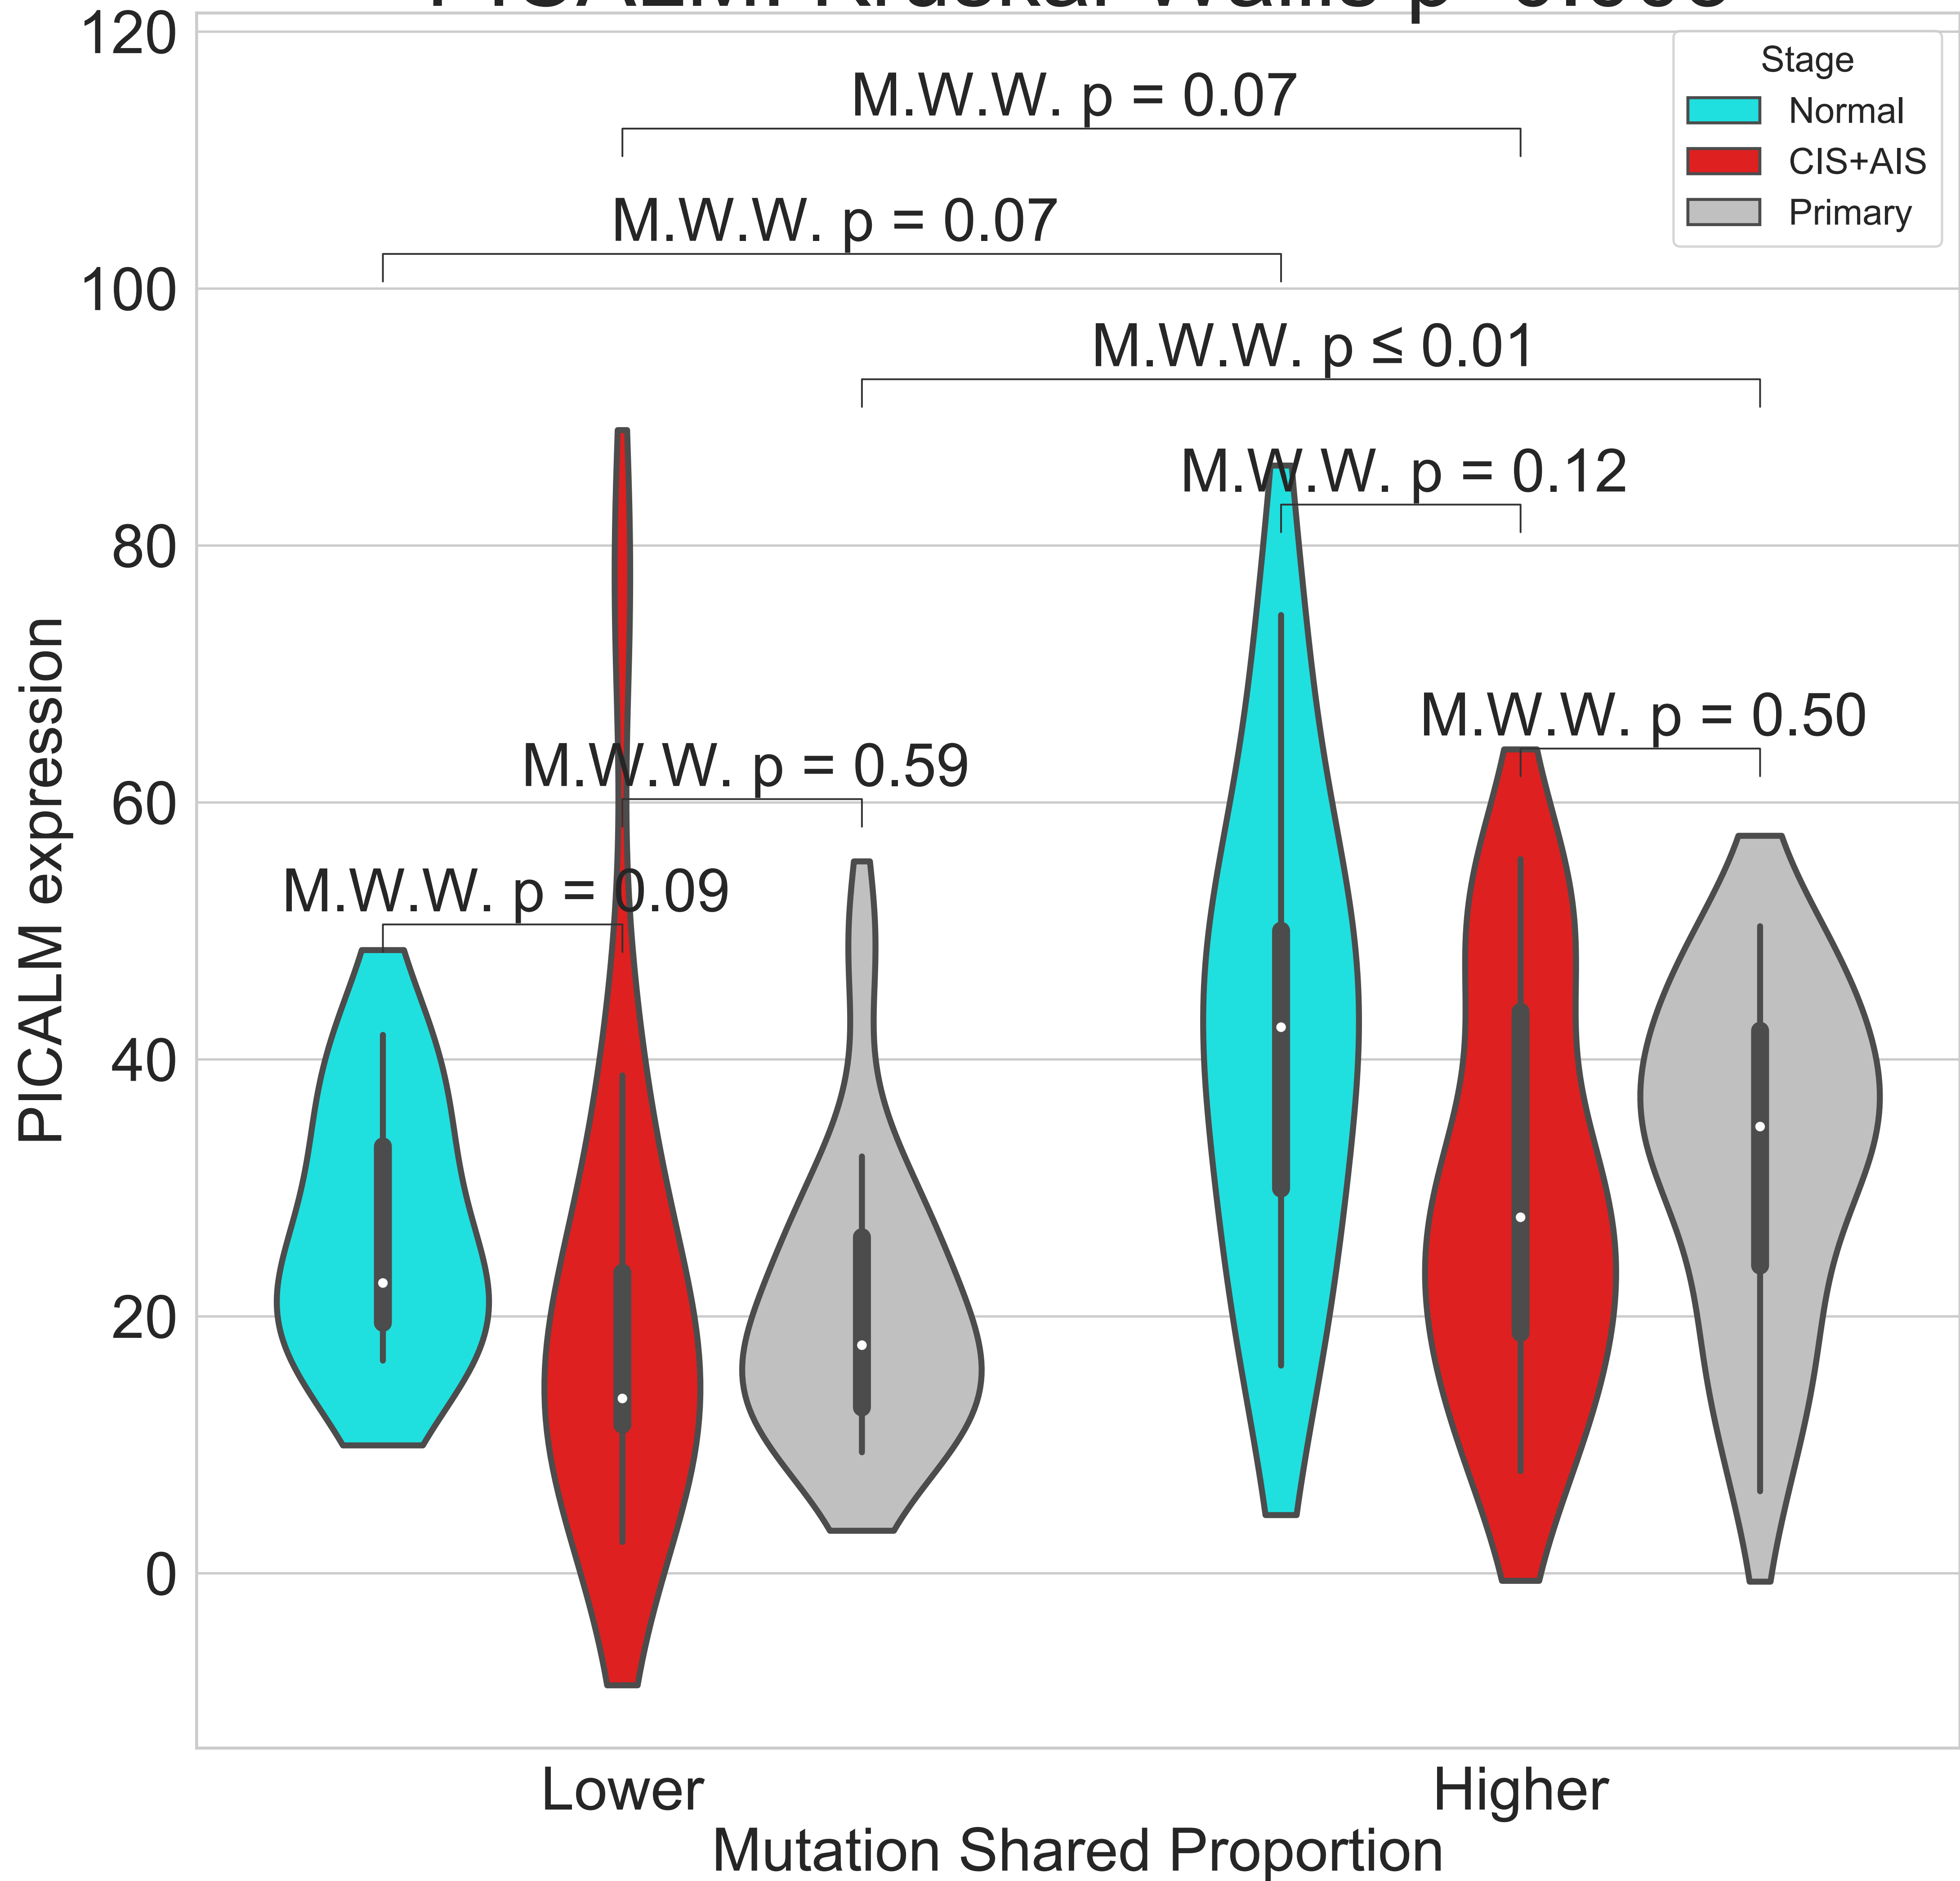 120
Stage
Normal
CIS+AIS
Primary
M.W.W. p = 0.07
M.W.W. p = 0.07
100
M.W.W. p ≤ 0.01
M.W.W. p = 0.12
80
M.W.W. p = 0.50
M.W.W. p = 0.59
60
M.W.W. p = 0.09
40
20
0
PICALM expression
Lower
Higher
Mutation Shared Proportion